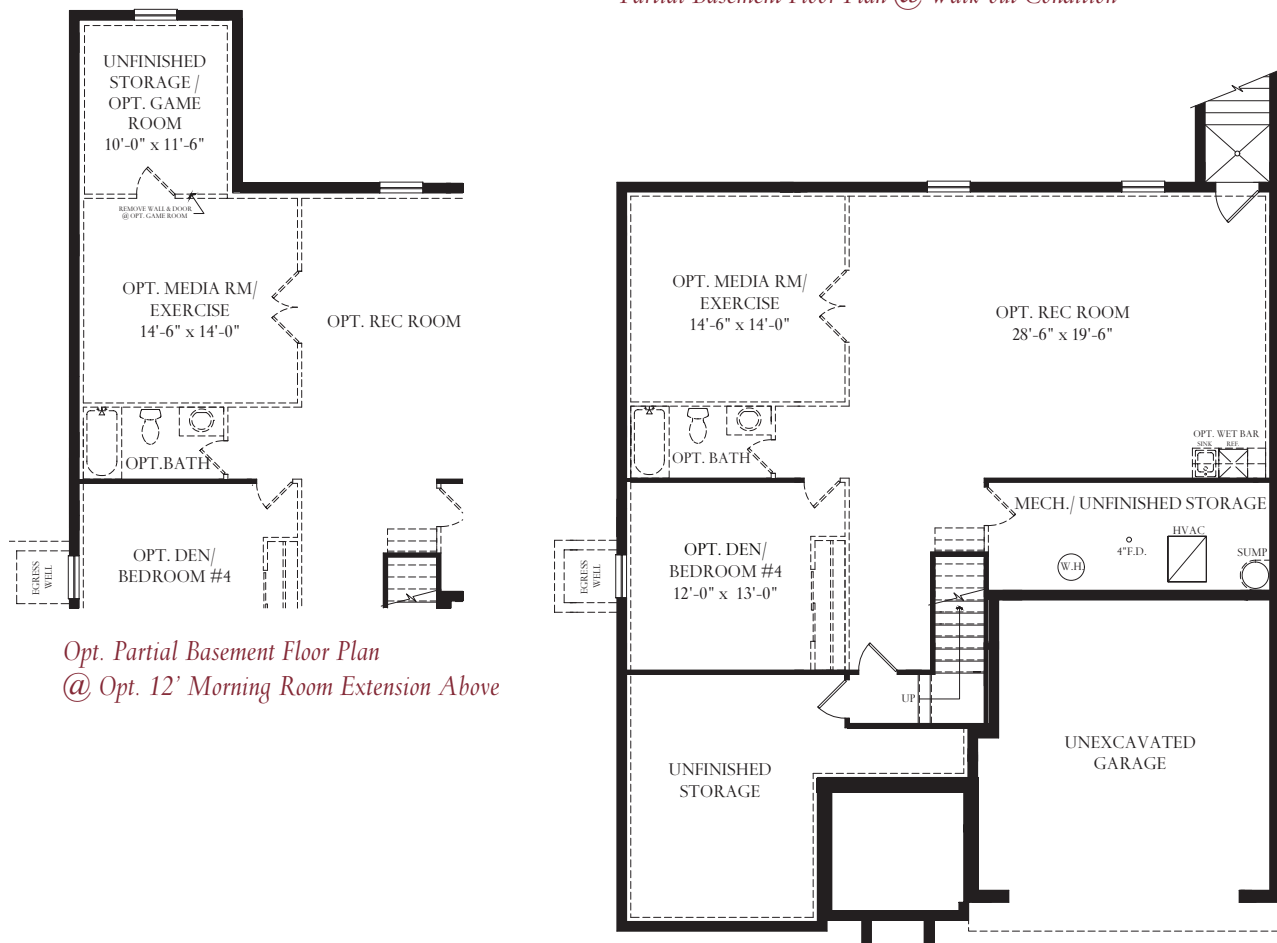 Partial Basement Floor Plan @ Walk-out Condition
UNFINISHED
STORAGE /
OPT. GAME
ROOM
10'-0" x 11'-6"
REMOVE WALL & DOOR
@ OPT. GAME ROOM
OPT. MEDIA RM/
EXERCISE
14'-6" x 14'-0"
OPT. REC ROOM
OPT.BATH
OPT. DEN/
BEDROOM #4
EGRESS
WELL
Opt. Partial Basement Floor Plan
@ Opt. 12' Morning Room Extension Above
OPT. MEDIA RM/
EXERCISE
14'-6" x 14'-0"
OPT. REC ROOM
28'-6" x 19'-6"
OPT. WET BAR
SINK REF.
OPT. BATH
MECH./ UNFINISHED STORAGE
HVAC
4"F.D.
W.H.
SUMP
OPT. DEN/
BEDROOM #4
12'-0" x 13'-0"
EGRESS
WELL
UP
UNFINISHED
STORAGE
UNEXCAVATED
GARAGE